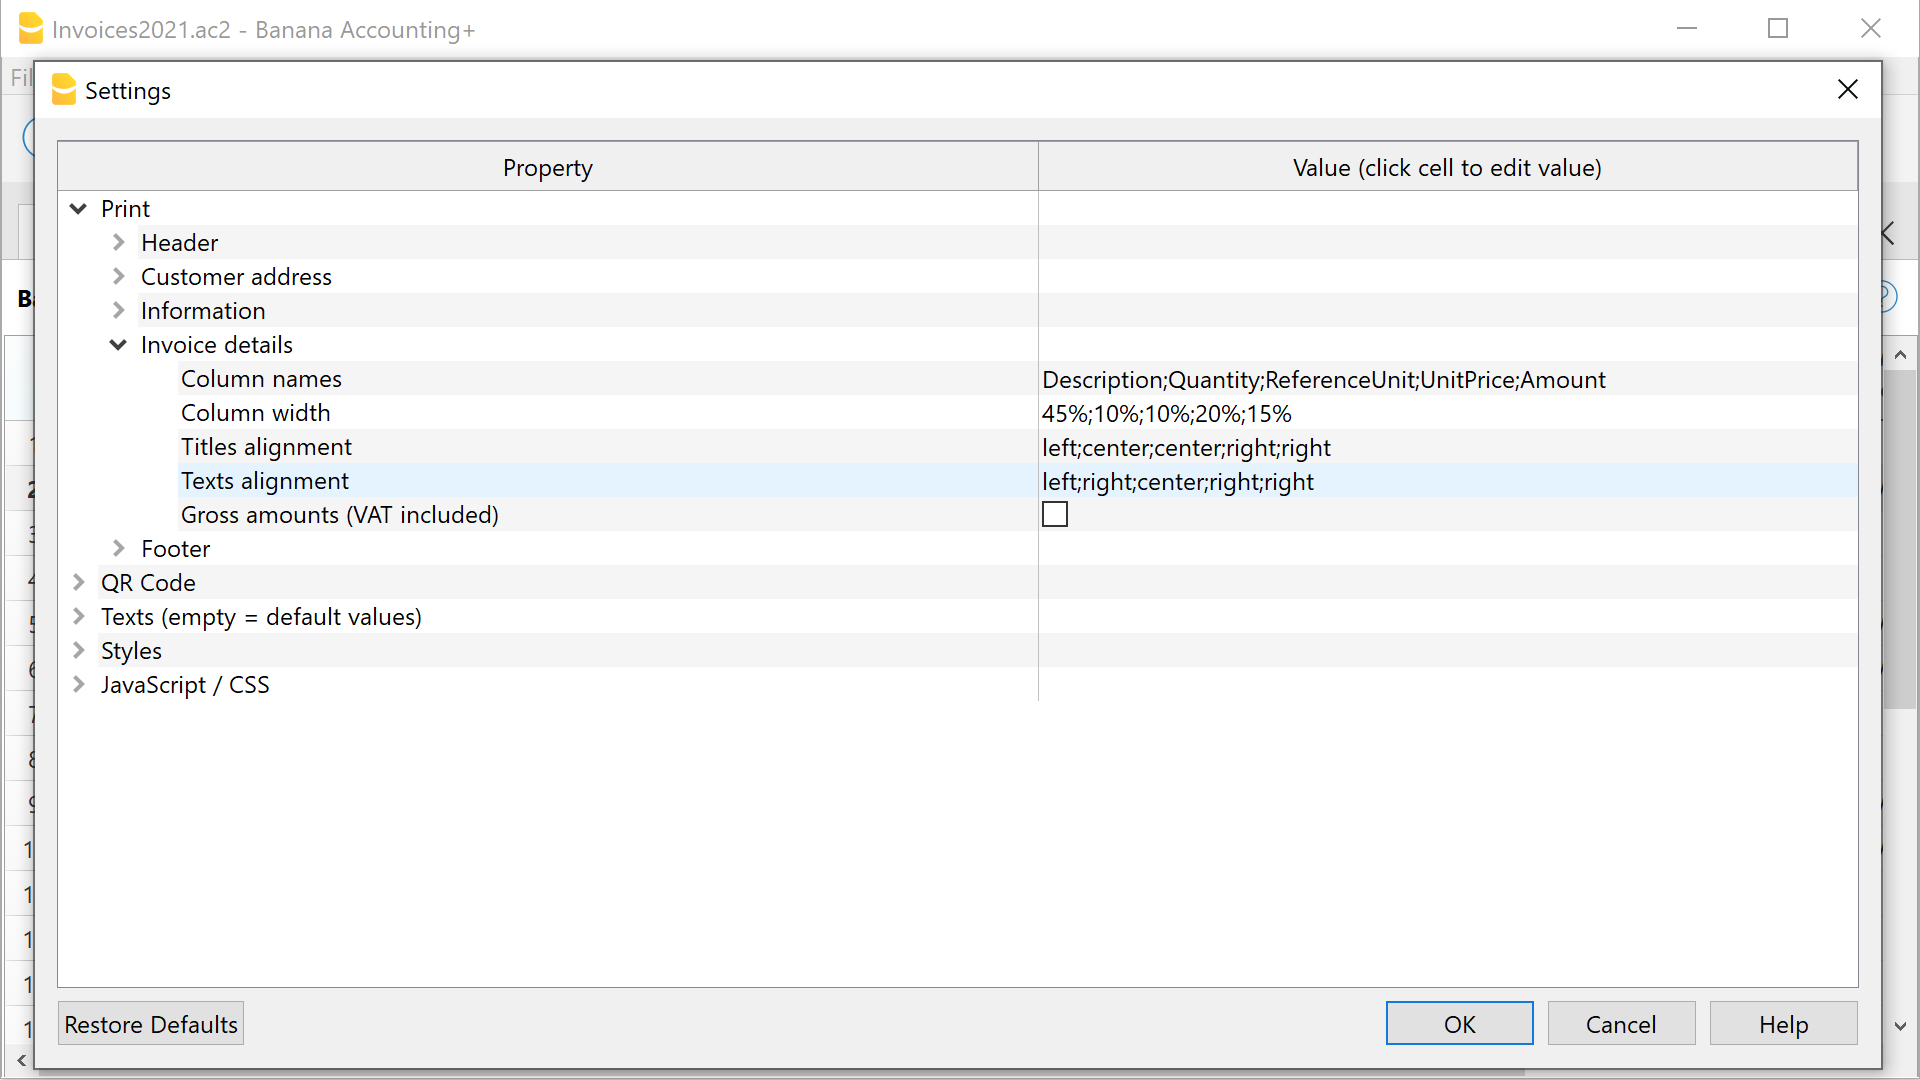 Invoices2021.ac2 - Banana Accounting+
Settings
Property Value (click cell to edit value)
Print
Header
Customer address
Information
Invoice details
Column names Description;Quantity;ReferenceUnit;UnitPrice;Amount
Column width 45%;10%;10%;20%;15%
Titles alignment left;center;center;right;right
Texts alignment left;right;center;right;right
Gross amounts (VAT included)
Footer
QR Code
Texts (empty = default values)
Styles
JavaScript / CSS
Restore Defaults OK Cancel Help